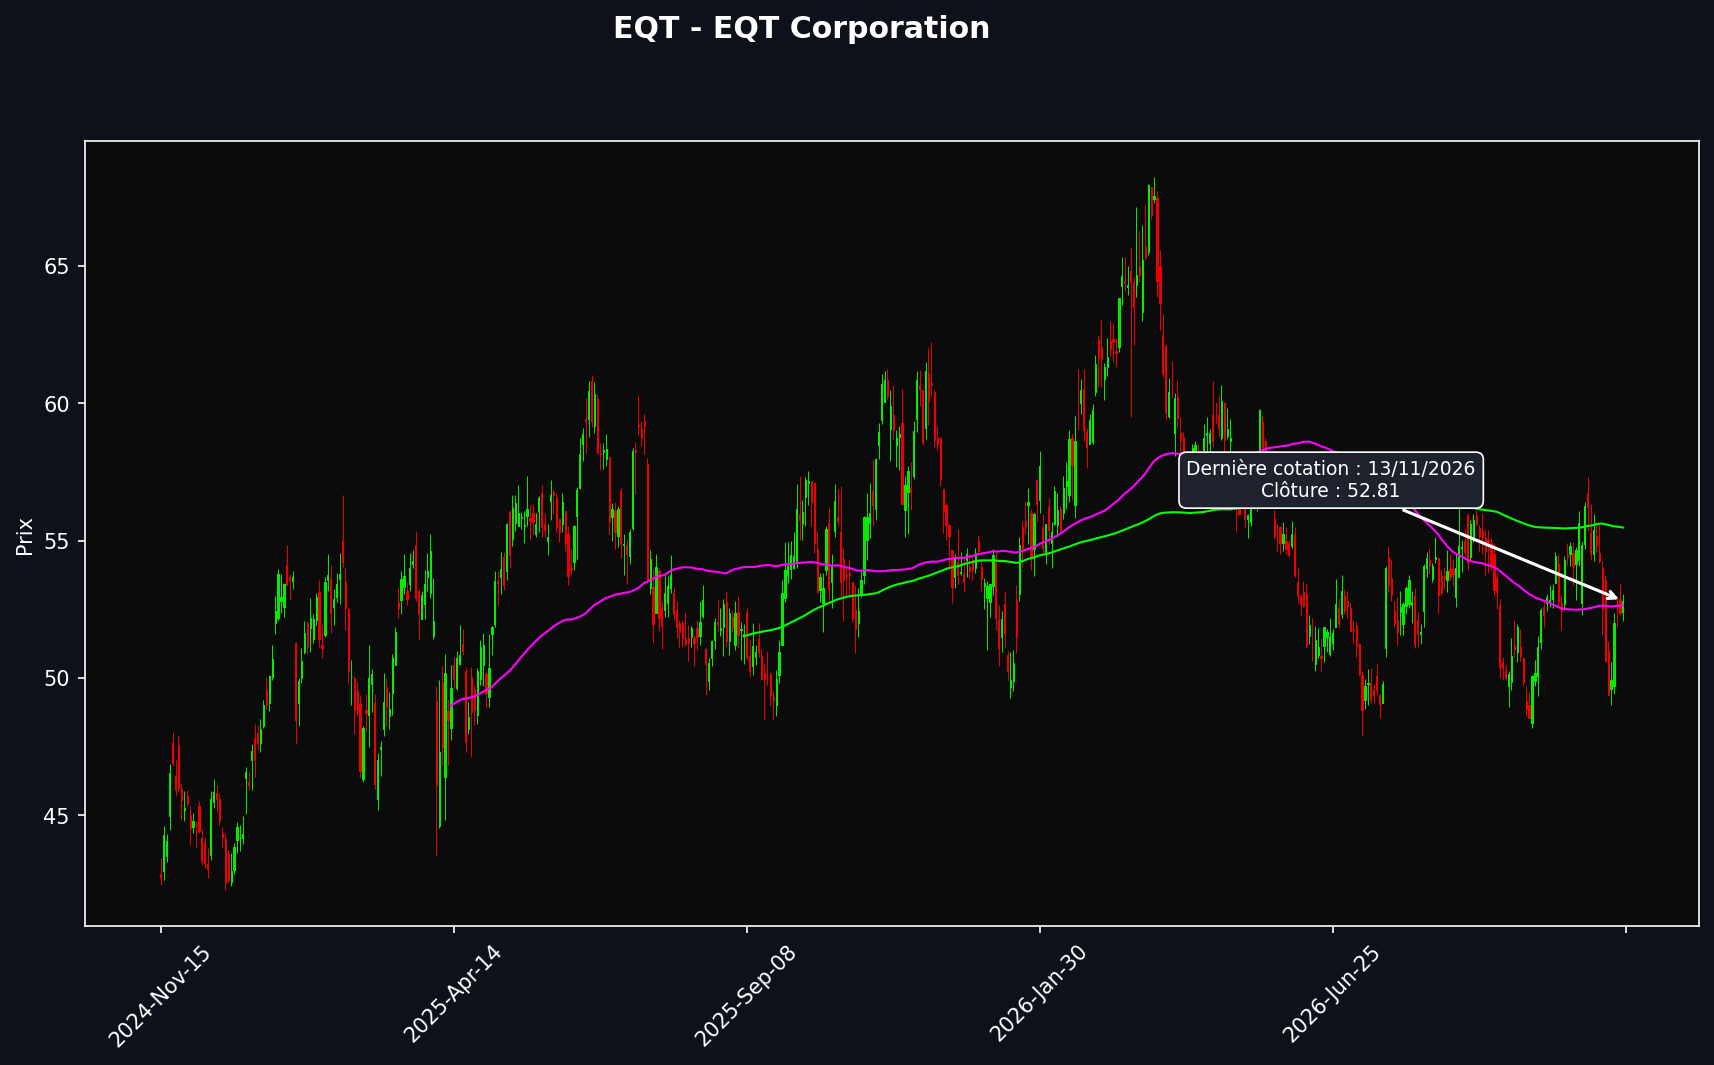 EQT - EQT Corporation
Prix
65
60
55
50
45
Dernière cotation : 13/11/2026
Clôture : 52.81
2024-Nov-15
2025-Apr-14
2025-Sep-08
2026-Jan-30
2026-Jun-25